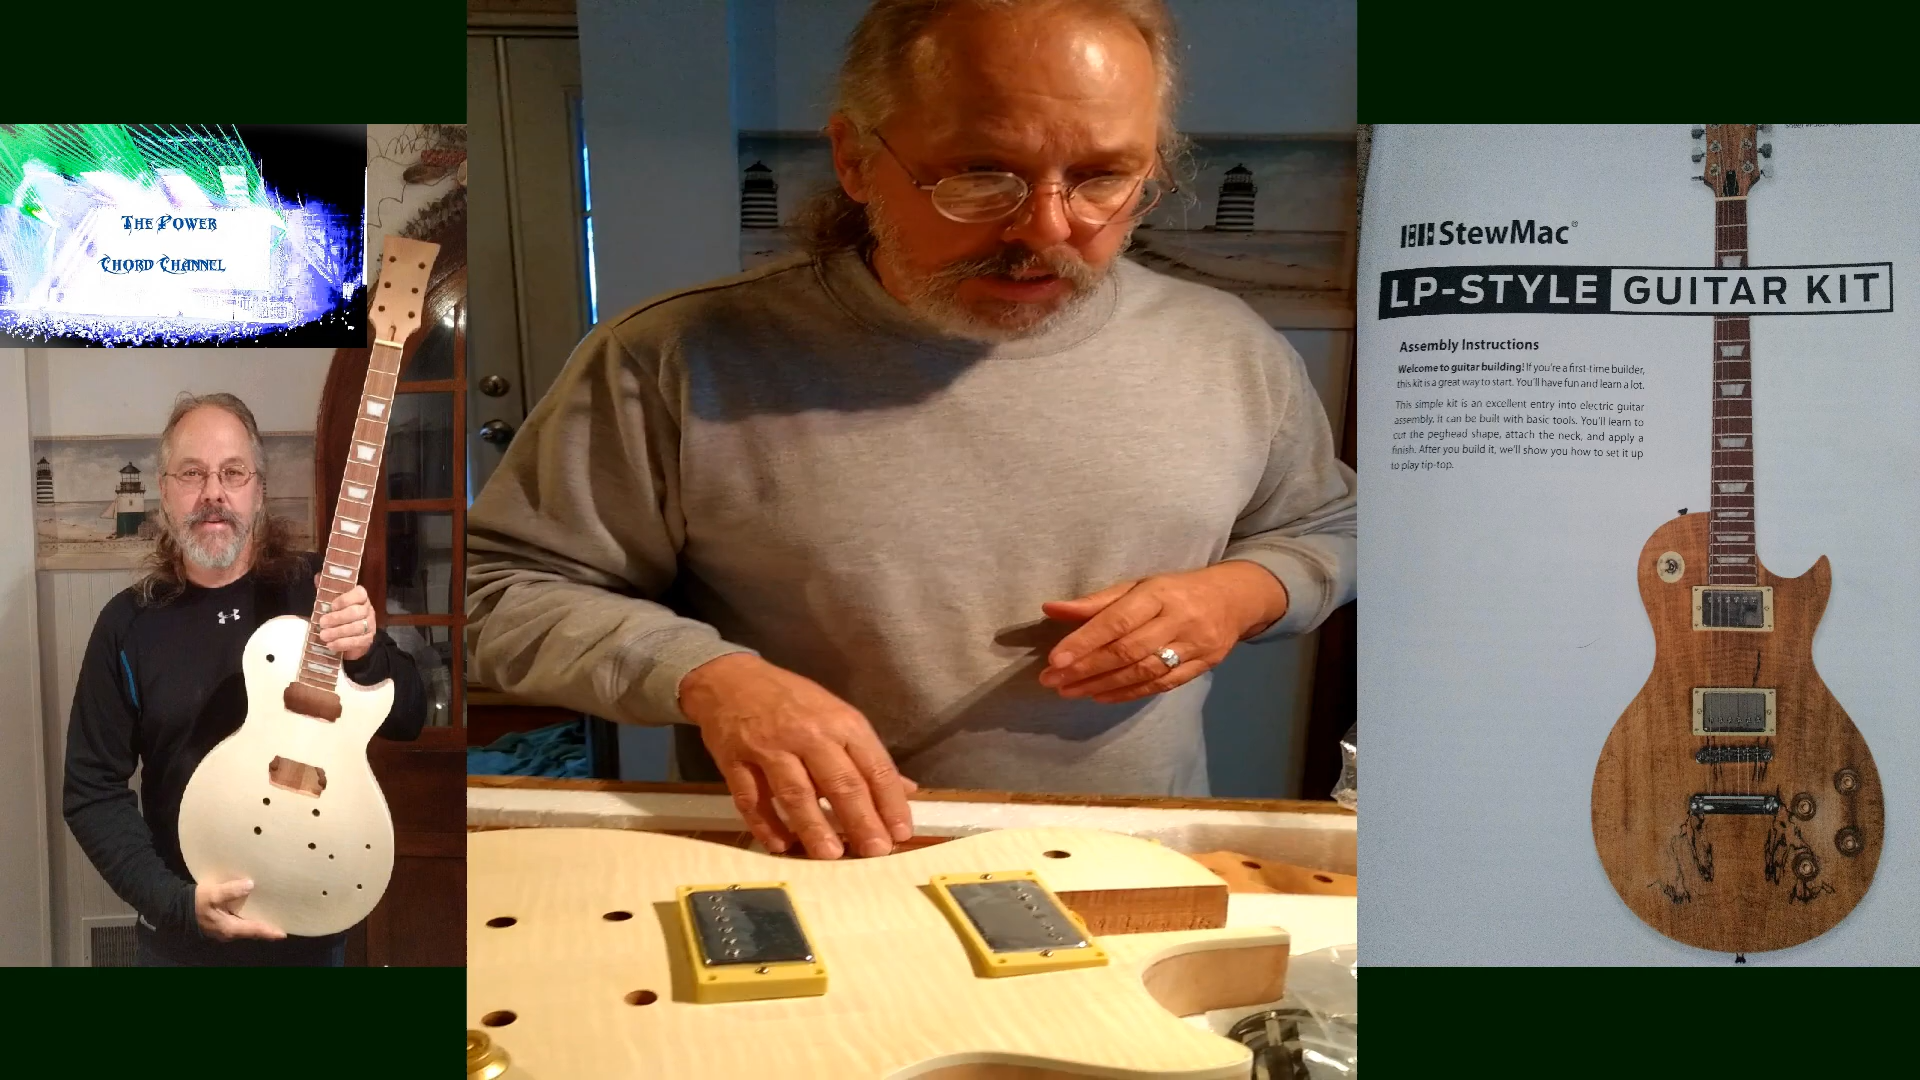 The Power
Chord Channel
StewMac®
LP-STYLE GUITAR KIT
Assembly Instructions
Welcome to guitar building! If you're a first-time builder,
this kit is a great way to start. You'll have fun and learn a lot.
This simple kit is an excellent entry into electric guitar
assembly. It can be built with basic tools. You'll learn to
cut the peghead shape, attach the neck, and apply a
finish. After you build it, we'll show you how to set it up
to play tip-top.